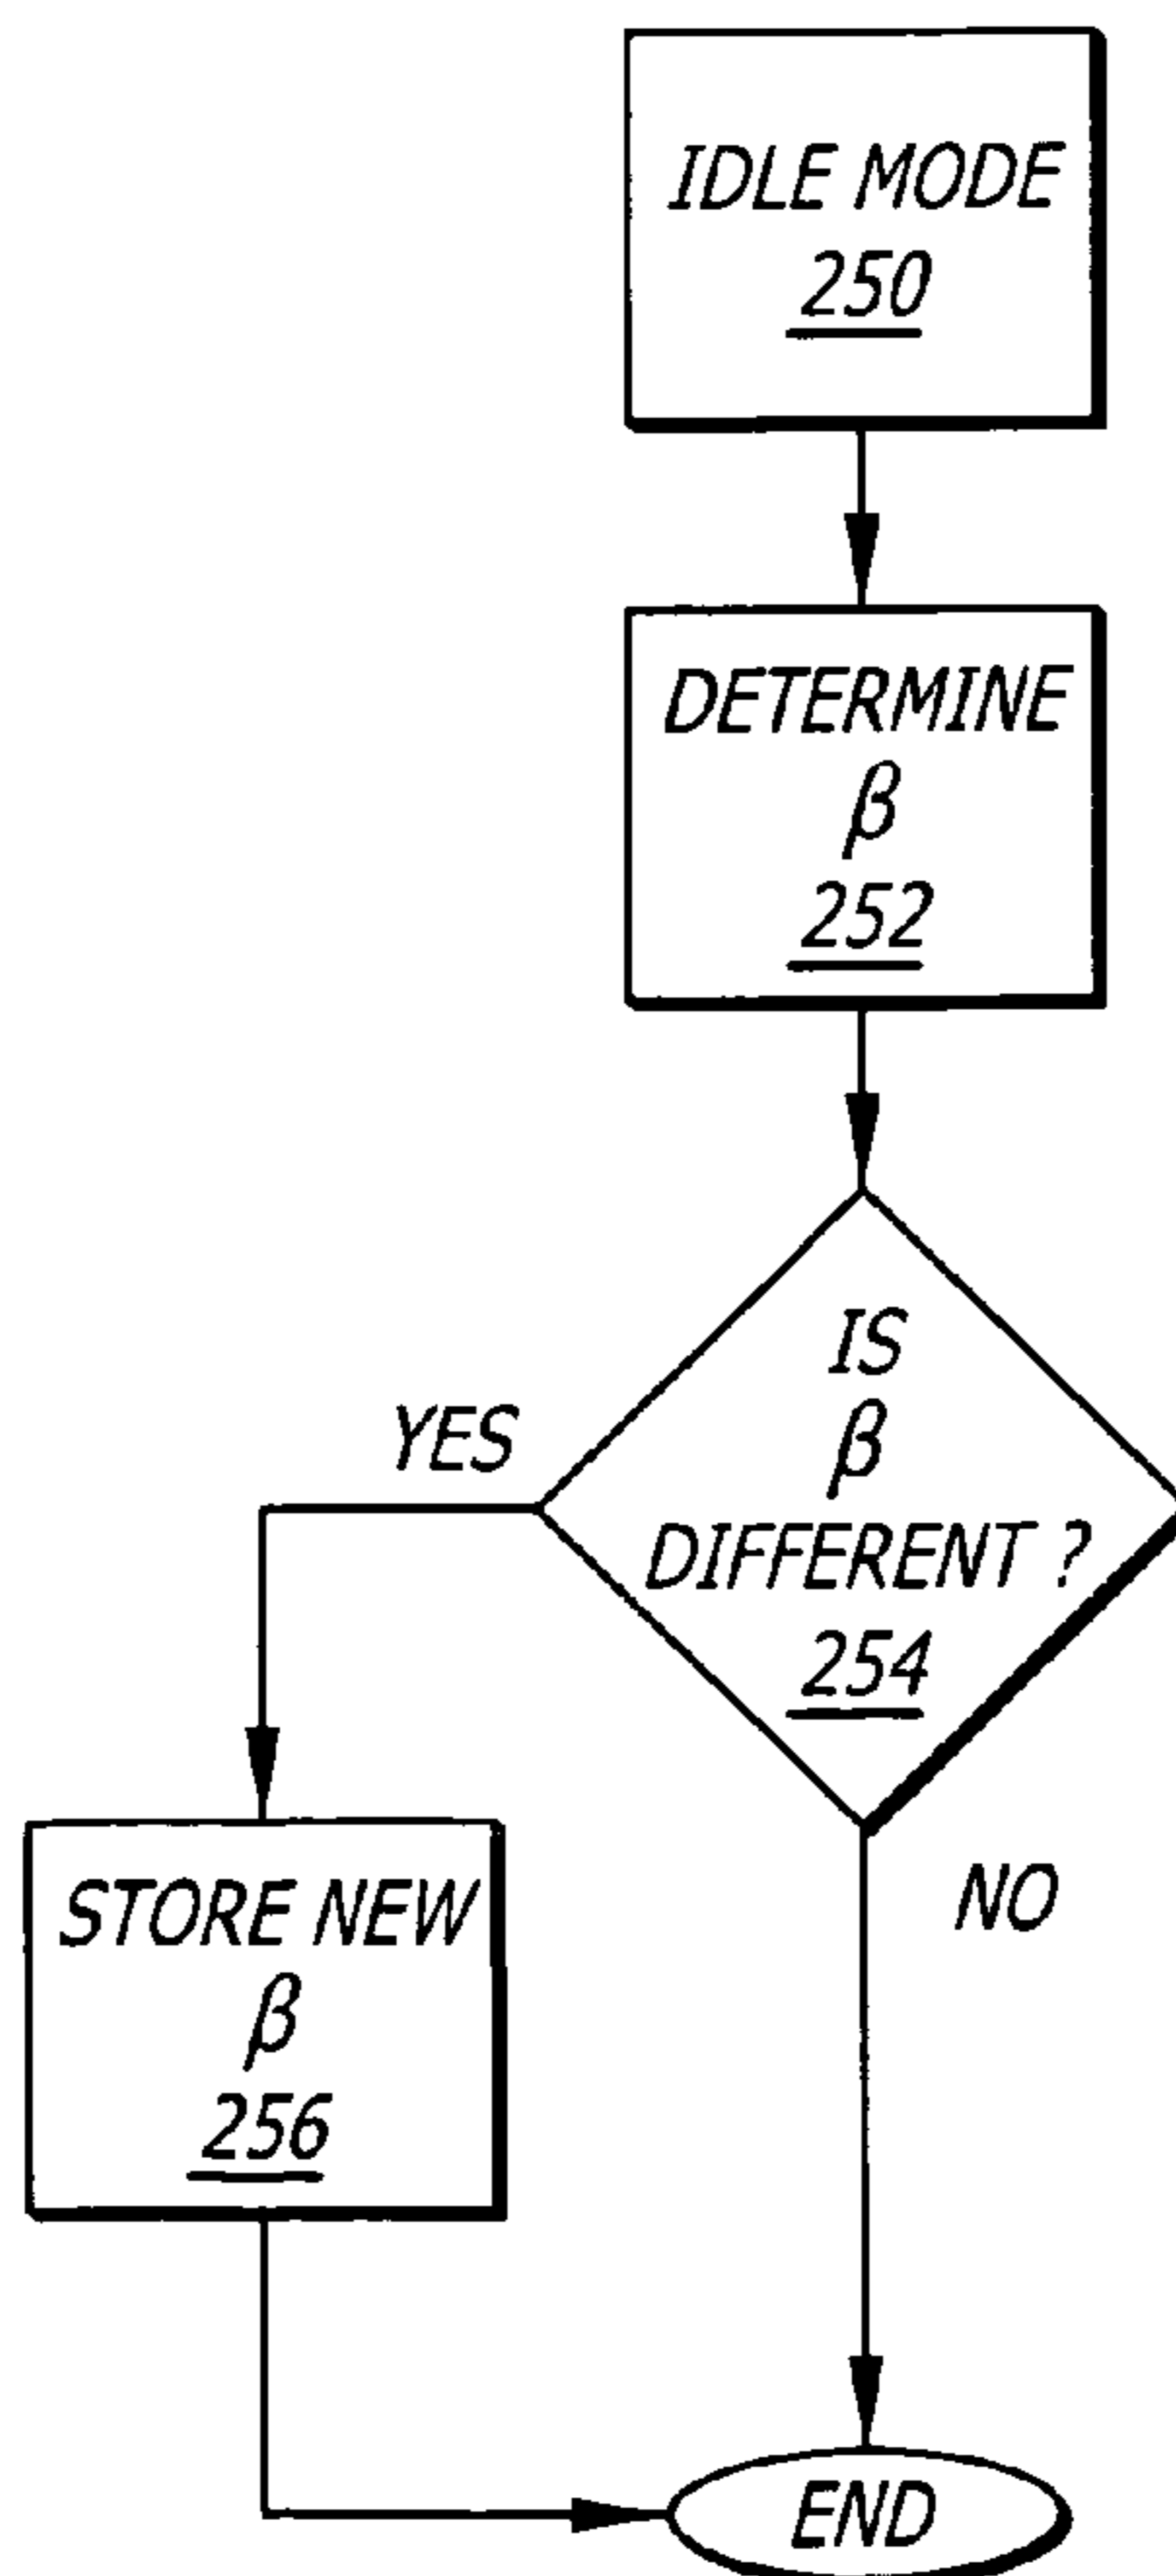 IDLE MODE
250
DETERMINE
β
252
IS
β
DIFFERENT ?
254
YES
NO
STORE NEW
β
256
END